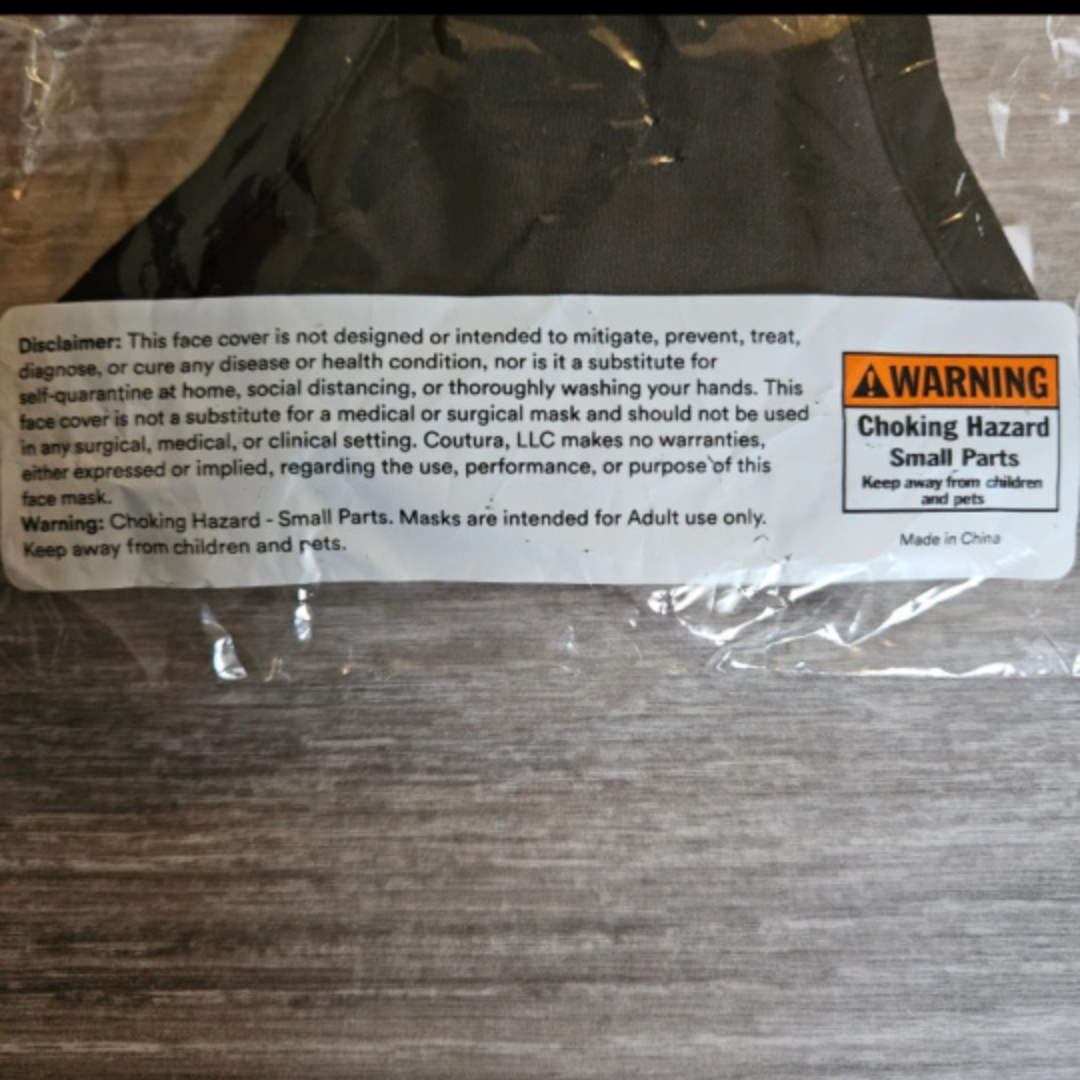 Disclaimer: This face cover is not designed or intended to mitigate, prevent, treat,
diagnose, or cure any disease or health condition, nor is it a substitute for
self-quarantine at home, social distancing, or thoroughly washing your hands. This
face cover is not a substitute for a medical or surgical mask and should not be used
in any surgical, medical, or clinical setting. Coutura, LLC makes no warranties,
either expressed or implied, regarding the use, performance, or purpose of this
face mask.
Warning: Choking Hazard - Small Parts. Masks are intended for Adult use only.
Keep away from children and pets.
WARNING
Choking Hazard
Small Parts
Keep away from children
and pets
Made in China